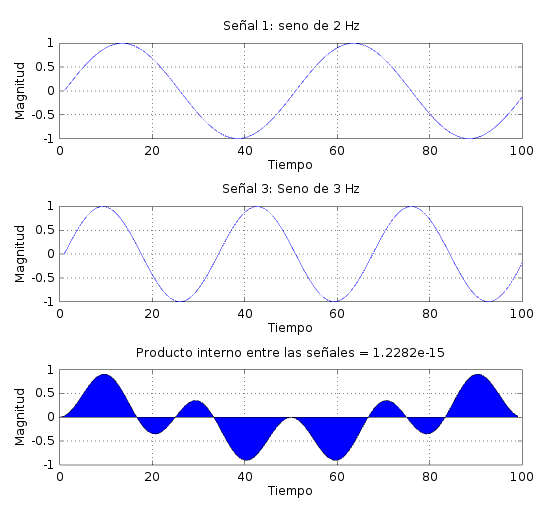 Señal 1: seno de 2 Hz
1
0.5
0
-0.5
-1
Magnitud
0 20 40 60 80 100
Tiempo
Señal 3: Seno de 3 Hz
1
0.5
0
-0.5
-1
Magnitud
0 20 40 60 80 100
Tiempo
Producto interno entre las señales = 1.2282e-15
1
0.5
0
-0.5
-1
Magnitud
0 20 40 60 80 100
Tiempo